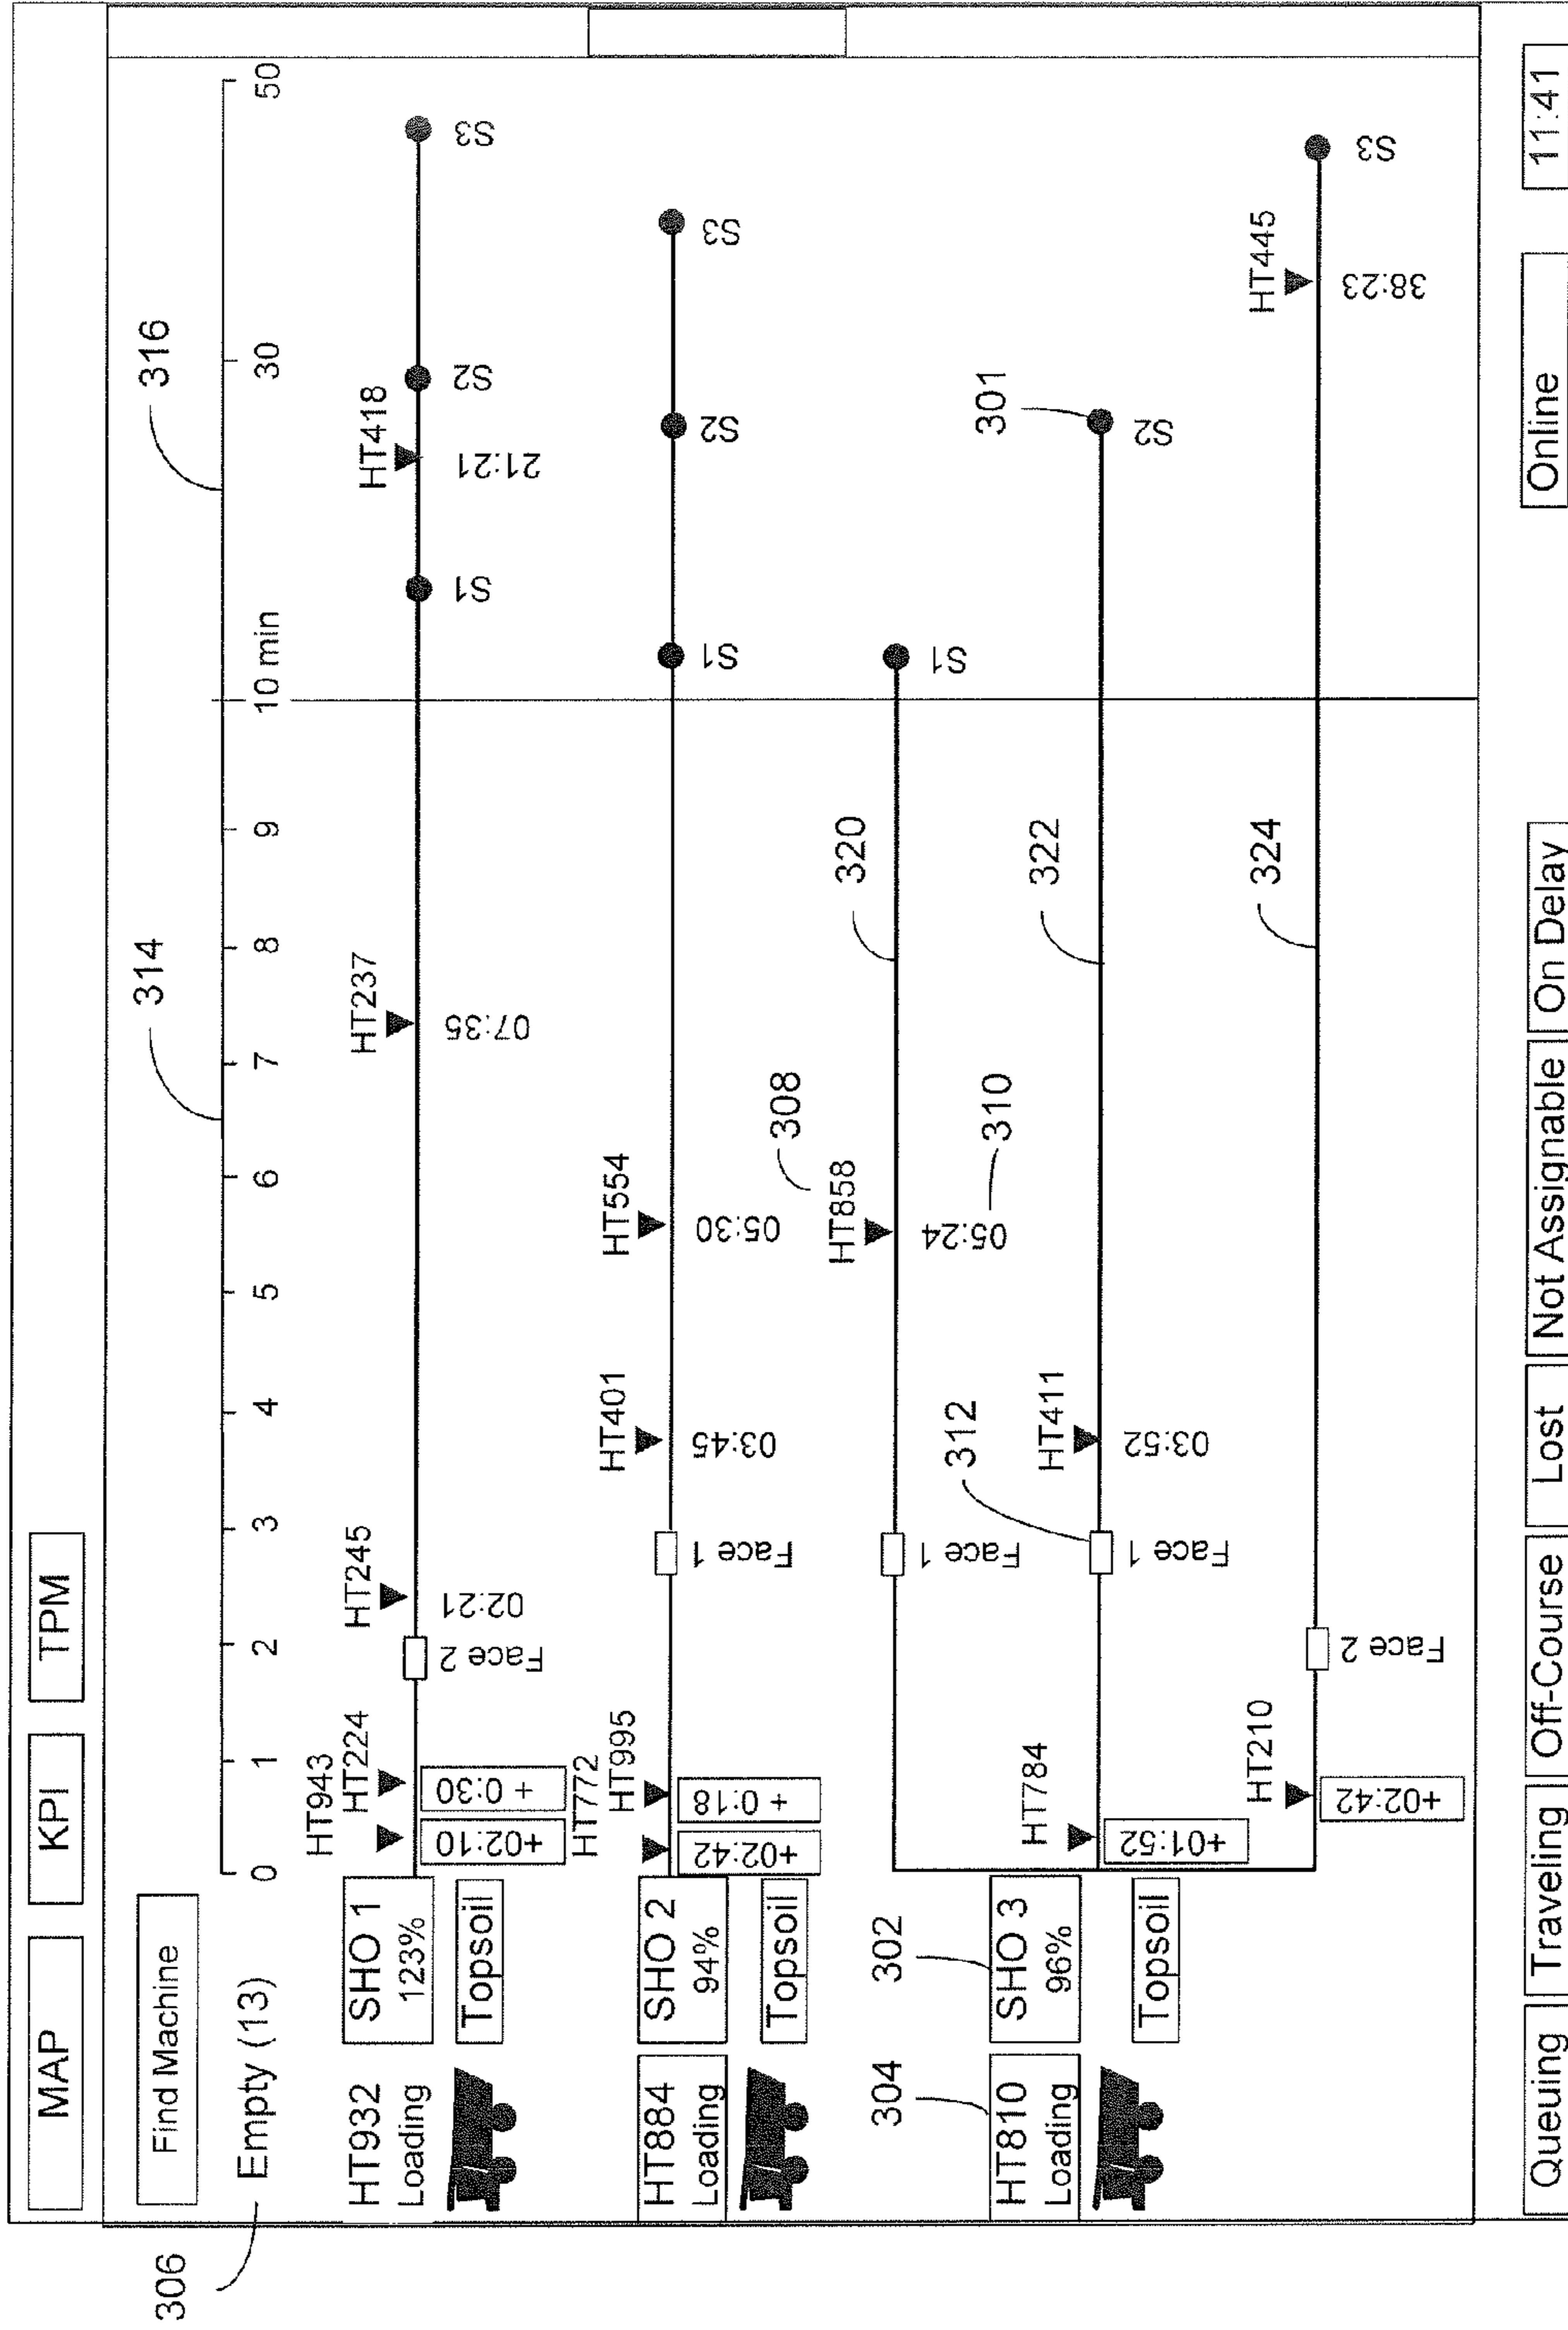 MAP KPI TPM
Find Machine
314 316
306 Empty (13) 0 1 2 3 4 5 6 7 8 9 10 min 30 50
HT943
HT224 HT245 HT237 HT418
HT932 SHO 1
Loading 123%
Topsoil
+02:10 + 0:30 Face 2 02:21 07:35 S1 21:21 S2 S3
HT772
HT995 HT401 HT554
HT884 SHO 2
Loading 94%
Topsoil
+02:42 + 0:18 Face 1 03:45 05:30 S1 S2 S3
308
HT858 320
Face 1 05:24 S1
310
304 302
HT810 SHO 3
Loading 96%
Topsoil
312 301
HT784 HT411 322
+01:52 Face 1 03:52 S2
HT210 324 HT445
+02:42 Face 2 38:23 S3
Queuing Traveling Off-Course Lost Not Assignable On Delay Online 11:41